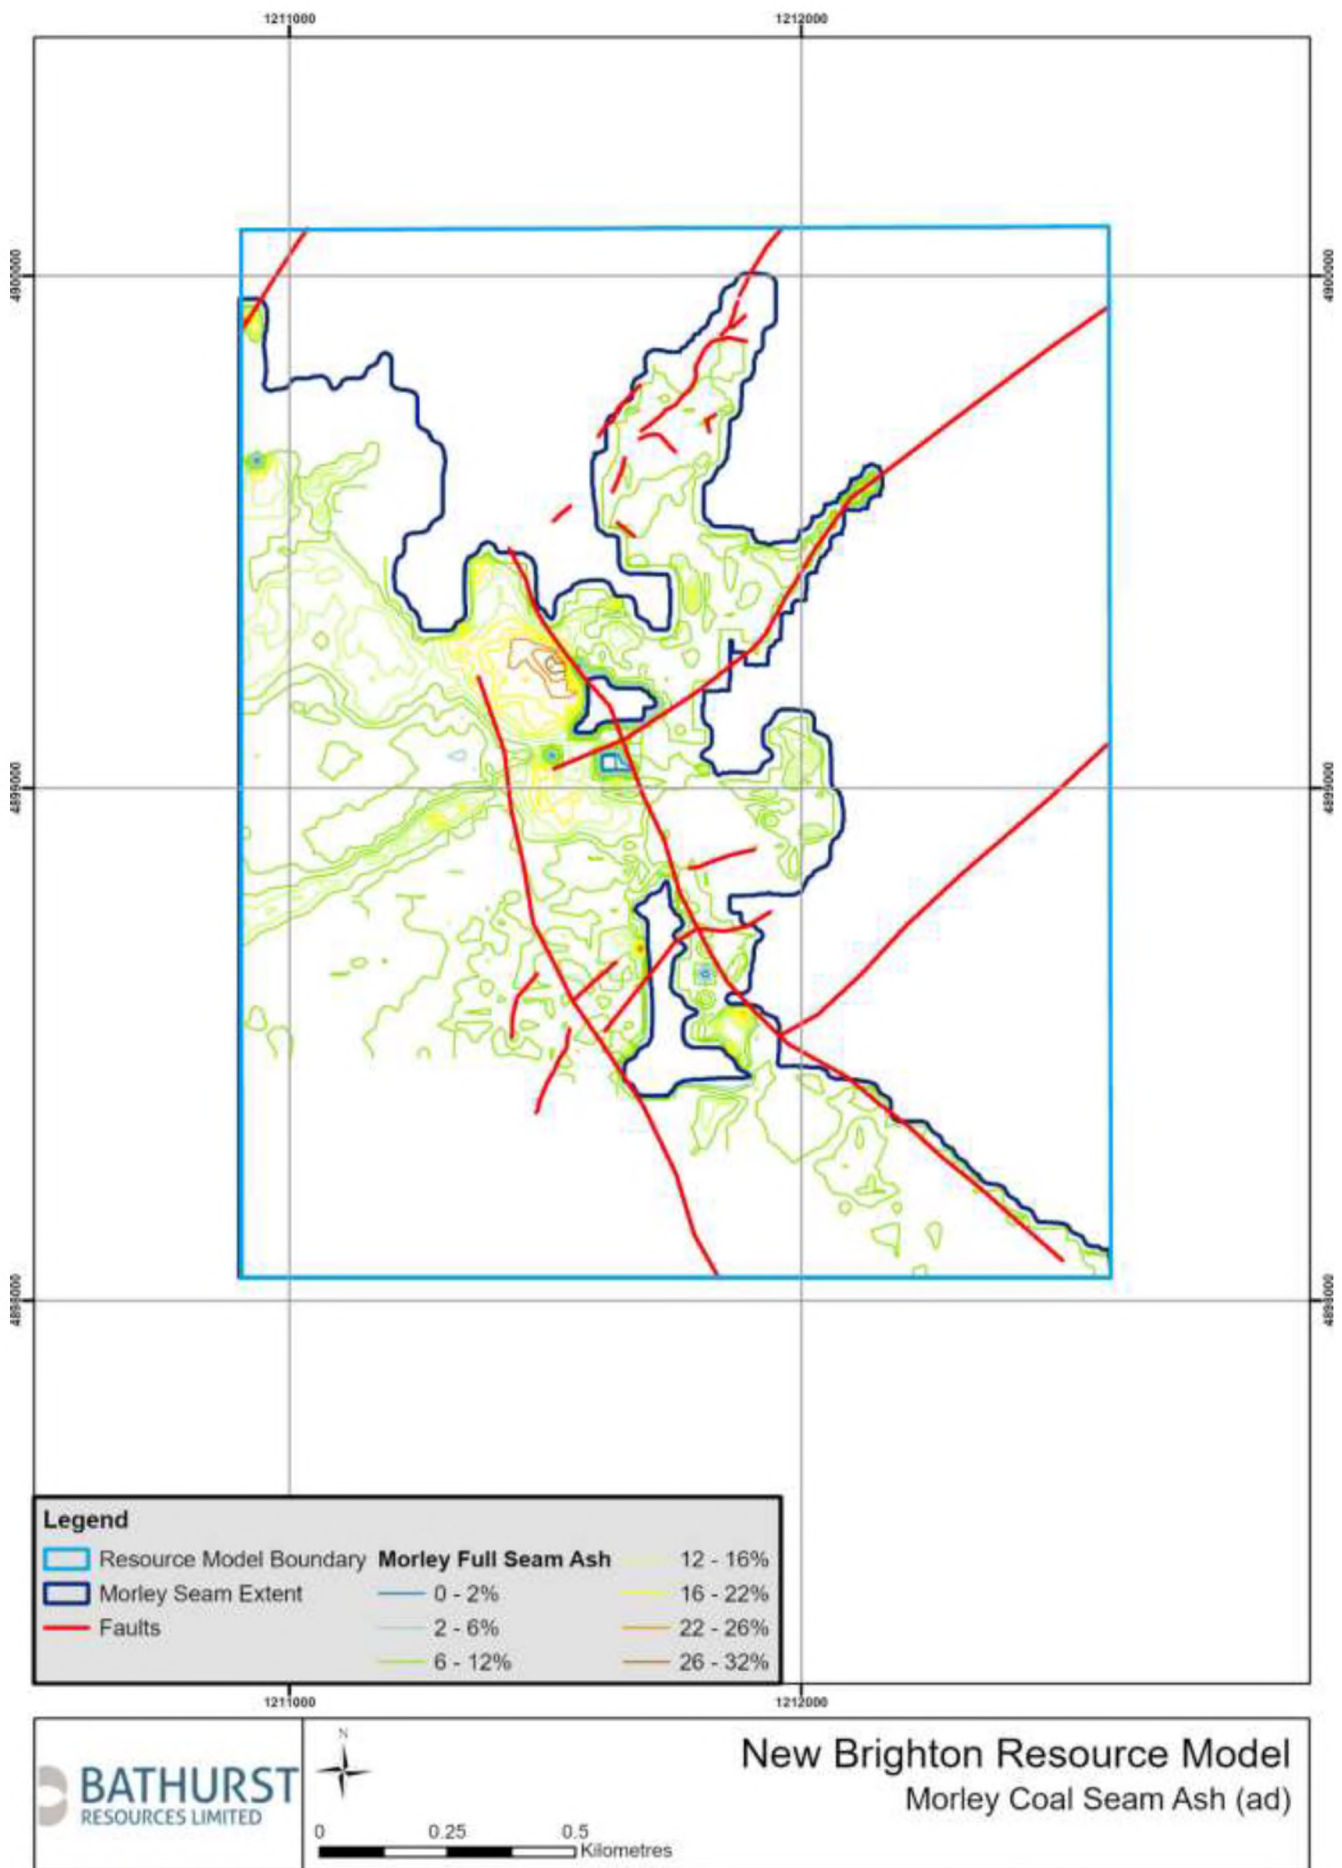 1211000
1212000
4900000
4900000
4899000
4899000
4898000
4898000
Legend
Resource Model Boundary
Morley Seam Extent
Faults
Morley Full Seam Ash
0 - 2%
2 - 6%
6 - 12%
12 - 16%
16 - 22%
22 - 26%
26 - 32%
1211000
1212000
BATHURST
RESOURCES LIMITED
N
0
0.25
0.5
Kilometres
New Brighton Resource Model
Morley Coal Seam Ash (ad)